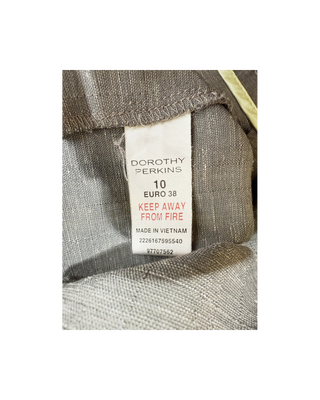 DOROTHY
PERKINS
10
EURO 38
KEEP AWAY
FROM FIRE
MADE IN VIETNAM
2226167595540
97707562